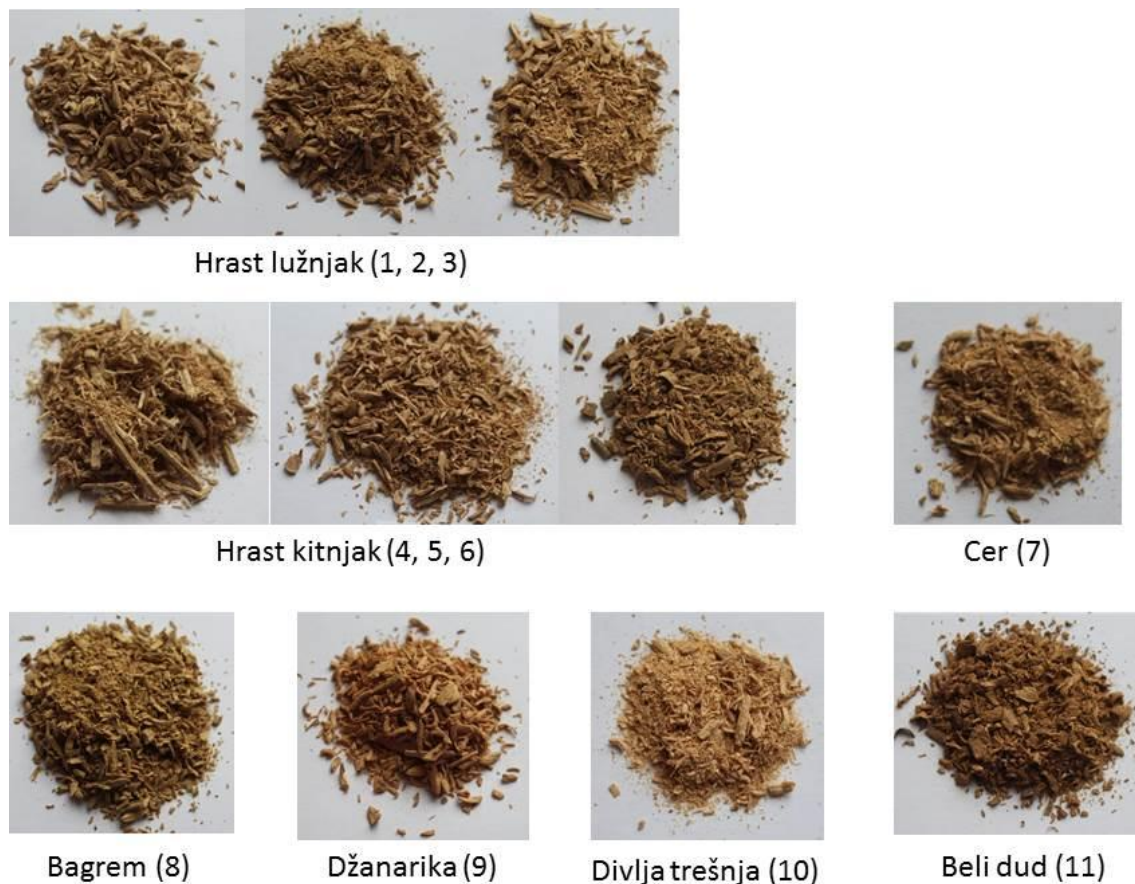 Hrast lužnjak (1, 2, 3)
Hrast kitnjak (4, 5, 6)
Cer (7)
Bagrem (8)
Džanarika (9)
Divlja trešnja (10)
Beli dud (11)